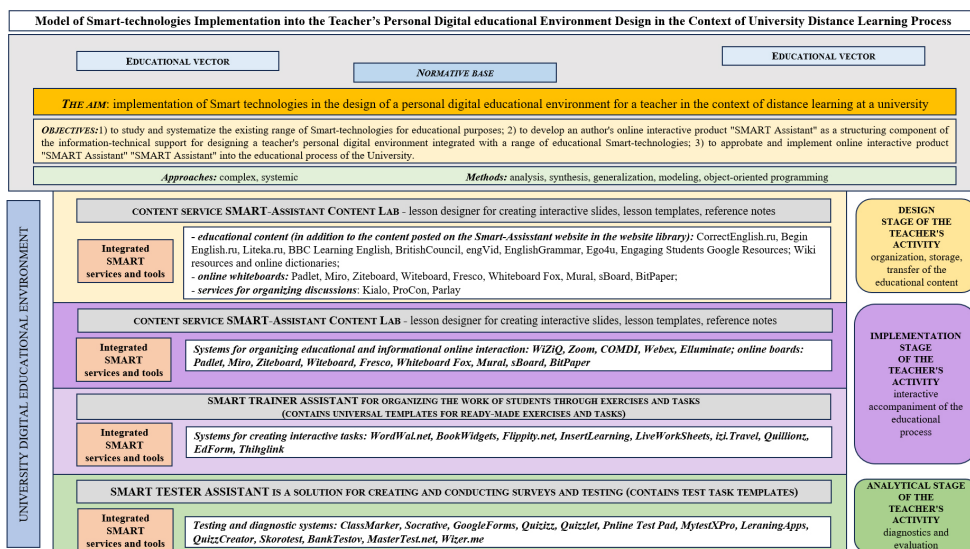 Model of Smart-technologies Implementation into the Teacher's Personal Digital educational Environment Design in the Context of University Distance Learning Process
EDUCATIONAL VECTOR
EDUCATIONAL VECTOR
NORMATIVE BASE
THE AIM: implementation of Smart technologies in the design of a personal digital educational environment for a teacher in the context of distance learning at a university
OBJECTIVES:1) to study and systematize the existing range of Smart-technologies for educational purposes; 2) to develop an author's online interactive product "SMART Assistant" as a structuring component of
the information-technical support for designing a teacher's personal digital environment integrated with a range of educational Smart-technologies; 3) to approbate and implement online interactive product
"SMART Assistant" "SMART Assistant" into the educational process of the University.
Approaches: complex, systemic
Methods: analysis, synthesis, generalization, modeling, object-oriented programming
UNIVERSITY DIGITAL EDUCATIONAL ENVIRONMENT
CONTENT SERVICE SMART-ASSISTANT CONTENT LAB - lesson designer for creating interactive slides, lesson templates, reference notes
Integrated
SMART
services and tools
- educational content (in addition to the content posted on the Smart-Assisstant website in the website library): CorrectEnglish.ru, Begin
English.ru, Liteka.ru, BBC Learning English, BritishCouncil, engVid, EnglishGrammar, Ego4u, Engaging Students Google Resources; Wiki
resources and online dictionaries;
- online whiteboards: Padlet, Miro, Ziteboard, Witeboard, Fresco, Whiteboard Fox, Mural, sBoard, BitPaper;
- services for organizing discussions: Kialo, ProCon, Parlay
DESIGN
STAGE OF THE
TEACHER'S
ACTIVITY
organization, storage,
transfer of the
educational content
CONTENT SERVICE SMART-ASSISTANT CONTENT LAB - lesson designer for creating interactive slides, lesson templates, reference notes
Integrated
SMART
services and tools
Systems for organizing educational and informational online interaction: WiZiQ, Zoom, COMDI, Webex, Elluminate; online boards:
Padlet, Miro, Ziteboard, Witeboard, Fresco, Whiteboard Fox, Mural, sBoard, BitPaper
IMPLEMENTATION
STAGE
OF THE
TEACHER'S
ACTIVITY
interactive
accompaniment of the
educational
process
SMART TRAINER ASSISTANT FOR ORGANIZING THE WORK OF STUDENTS THROUGH EXERCISES AND TASKS
(CONTAINS UNIVERSAL TEMPLATES FOR READY-MADE EXERCISES AND TASKS)
Integrated
SMART
services and tools
Systems for creating interactive tasks: WordWal.net, BookWidgets, Flippity.net, InsertLearning, LiveWorkSheets, izi.Travel, Quillionz,
EdForm, Thihglink
SMART TESTER ASSISTANT IS A SOLUTION FOR CREATING AND CONDUCTING SURVEYS AND TESTING (CONTAINS TEST TASK TEMPLATES)
Integrated
SMART
services and tools
Testing and diagnostic systems: ClassMarker, Socrative, GoogleForms, Quizizz, Quizzlet, Pnline Test Pad, MytestXPro, LeraningApps,
QuizzCreator, Skorotest, BankTestov, MasterTest.net, Wizer.me
ANALYTICAL STAGE
OF THE
TEACHER'S
ACTIVITY
diagnostics and
evaluation